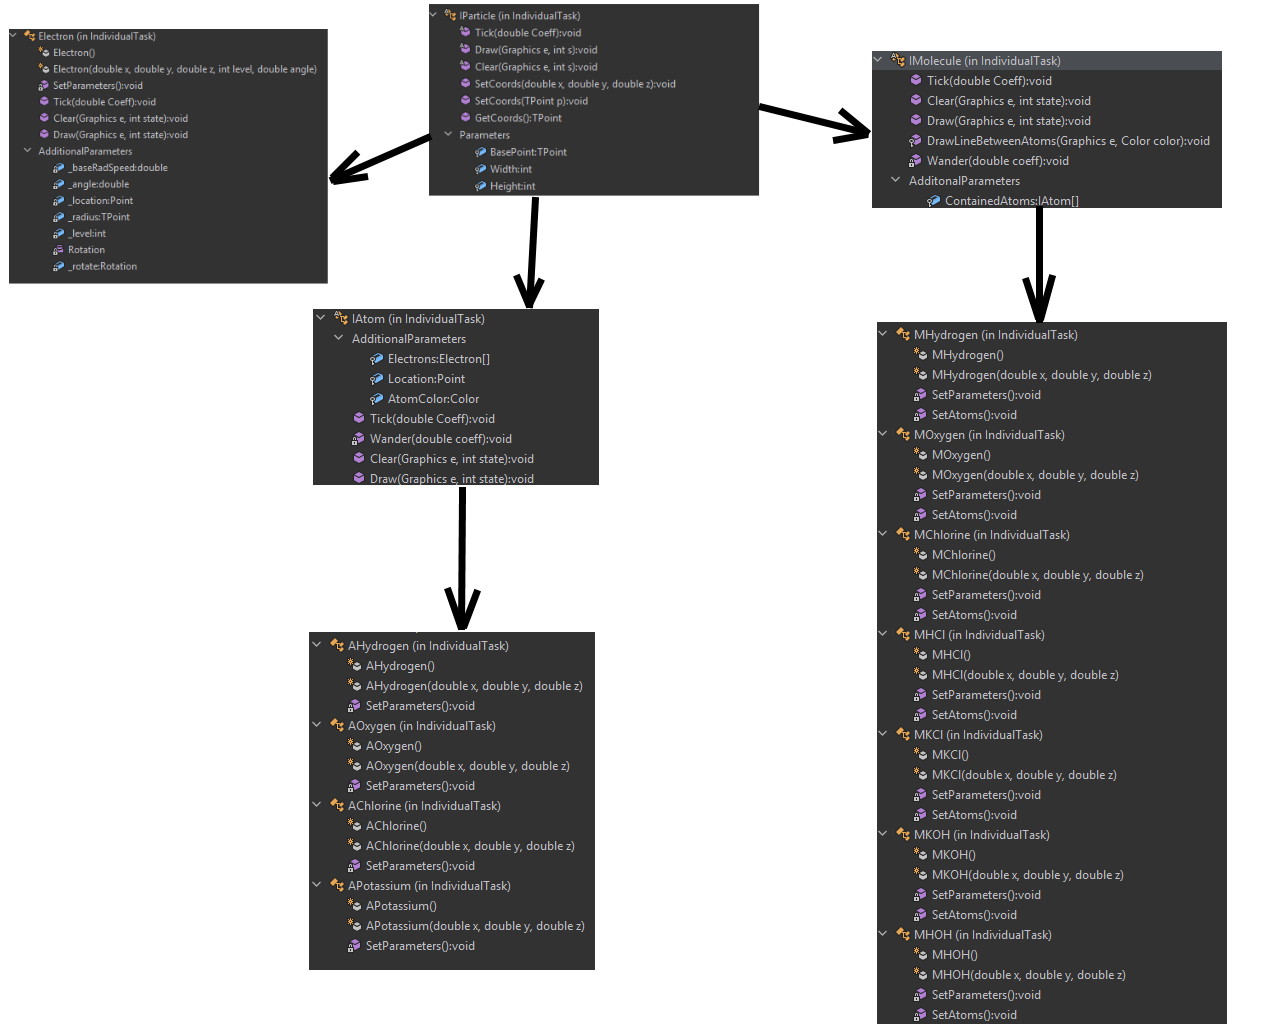 Electron (in IndividualTask)
Electron()
Electron(double x, double y, double z, int level, double angle)
SetParameters():void
Tick(double Coeff):void
Clear(Graphics e, int state):void
Draw(Graphics e, int state):void
AdditionalParameters
_baseRadSpeed:double
_angle:double
_location:Point
_radius:TPoint
_level:int
Rotation
_rotate:Rotation
IParticle (in IndividualTask)
Tick(double Coeff):void
Draw(Graphics e, int s):void
Clear(Graphics e, int s):void
SetCoords(double x, double y, double z):void
SetCoords(TPoint p):void
GetCoords():TPoint
Parameters
BasePoint:TPoint
Width:int
Height:int
IMolecule (in IndividualTask)
Tick(double Coeff):void
Clear(Graphics e, int state):void
Draw(Graphics e, int state):void
DrawLineBetweenAtoms(Graphics e, Color color):void
Wander(double coeff):void
AdditonalParameters
ContainedAtoms:IAtom[]
IAtom (in IndividualTask)
AdditionalParameters
Electrons:Electron[]
Location:Point
AtomColor:Color
Tick(double Coeff):void
Wander(double coeff):void
Clear(Graphics e, int state):void
Draw(Graphics e, int state):void
AHydrogen (in IndividualTask)
AHydrogen()
AHydrogen(double x, double y, double z)
SetParameters():void
AOxygen (in IndividualTask)
AOxygen()
AOxygen(double x, double y, double z)
SetParameters():void
AChlorine (in IndividualTask)
AChlorine()
AChlorine(double x, double y, double z)
SetParameters():void
APotassium (in IndividualTask)
APotassium()
APotassium(double x, double y, double z)
SetParameters():void
MHydrogen (in IndividualTask)
MHydrogen()
MHydrogen(double x, double y, double z)
SetParameters():void
SetAtoms():void
MOxygen (in IndividualTask)
MOxygen()
MOxygen(double x, double y, double z)
SetParameters():void
SetAtoms():void
MChlorine (in IndividualTask)
MChlorine()
MChlorine(double x, double y, double z)
SetParameters():void
SetAtoms():void
MHCl (in IndividualTask)
MHCl()
MHCl(double x, double y, double z)
SetParameters():void
SetAtoms():void
MKCl (in IndividualTask)
MKCl()
MKCl(double x, double y, double z)
SetParameters():void
SetAtoms():void
MKOH (in IndividualTask)
MKOH()
MKOH(double x, double y, double z)
SetParameters():void
SetAtoms():void
MHOH (in IndividualTask)
MHOH()
MHOH(double x, double y, double z)
SetParameters():void
SetAtoms():void